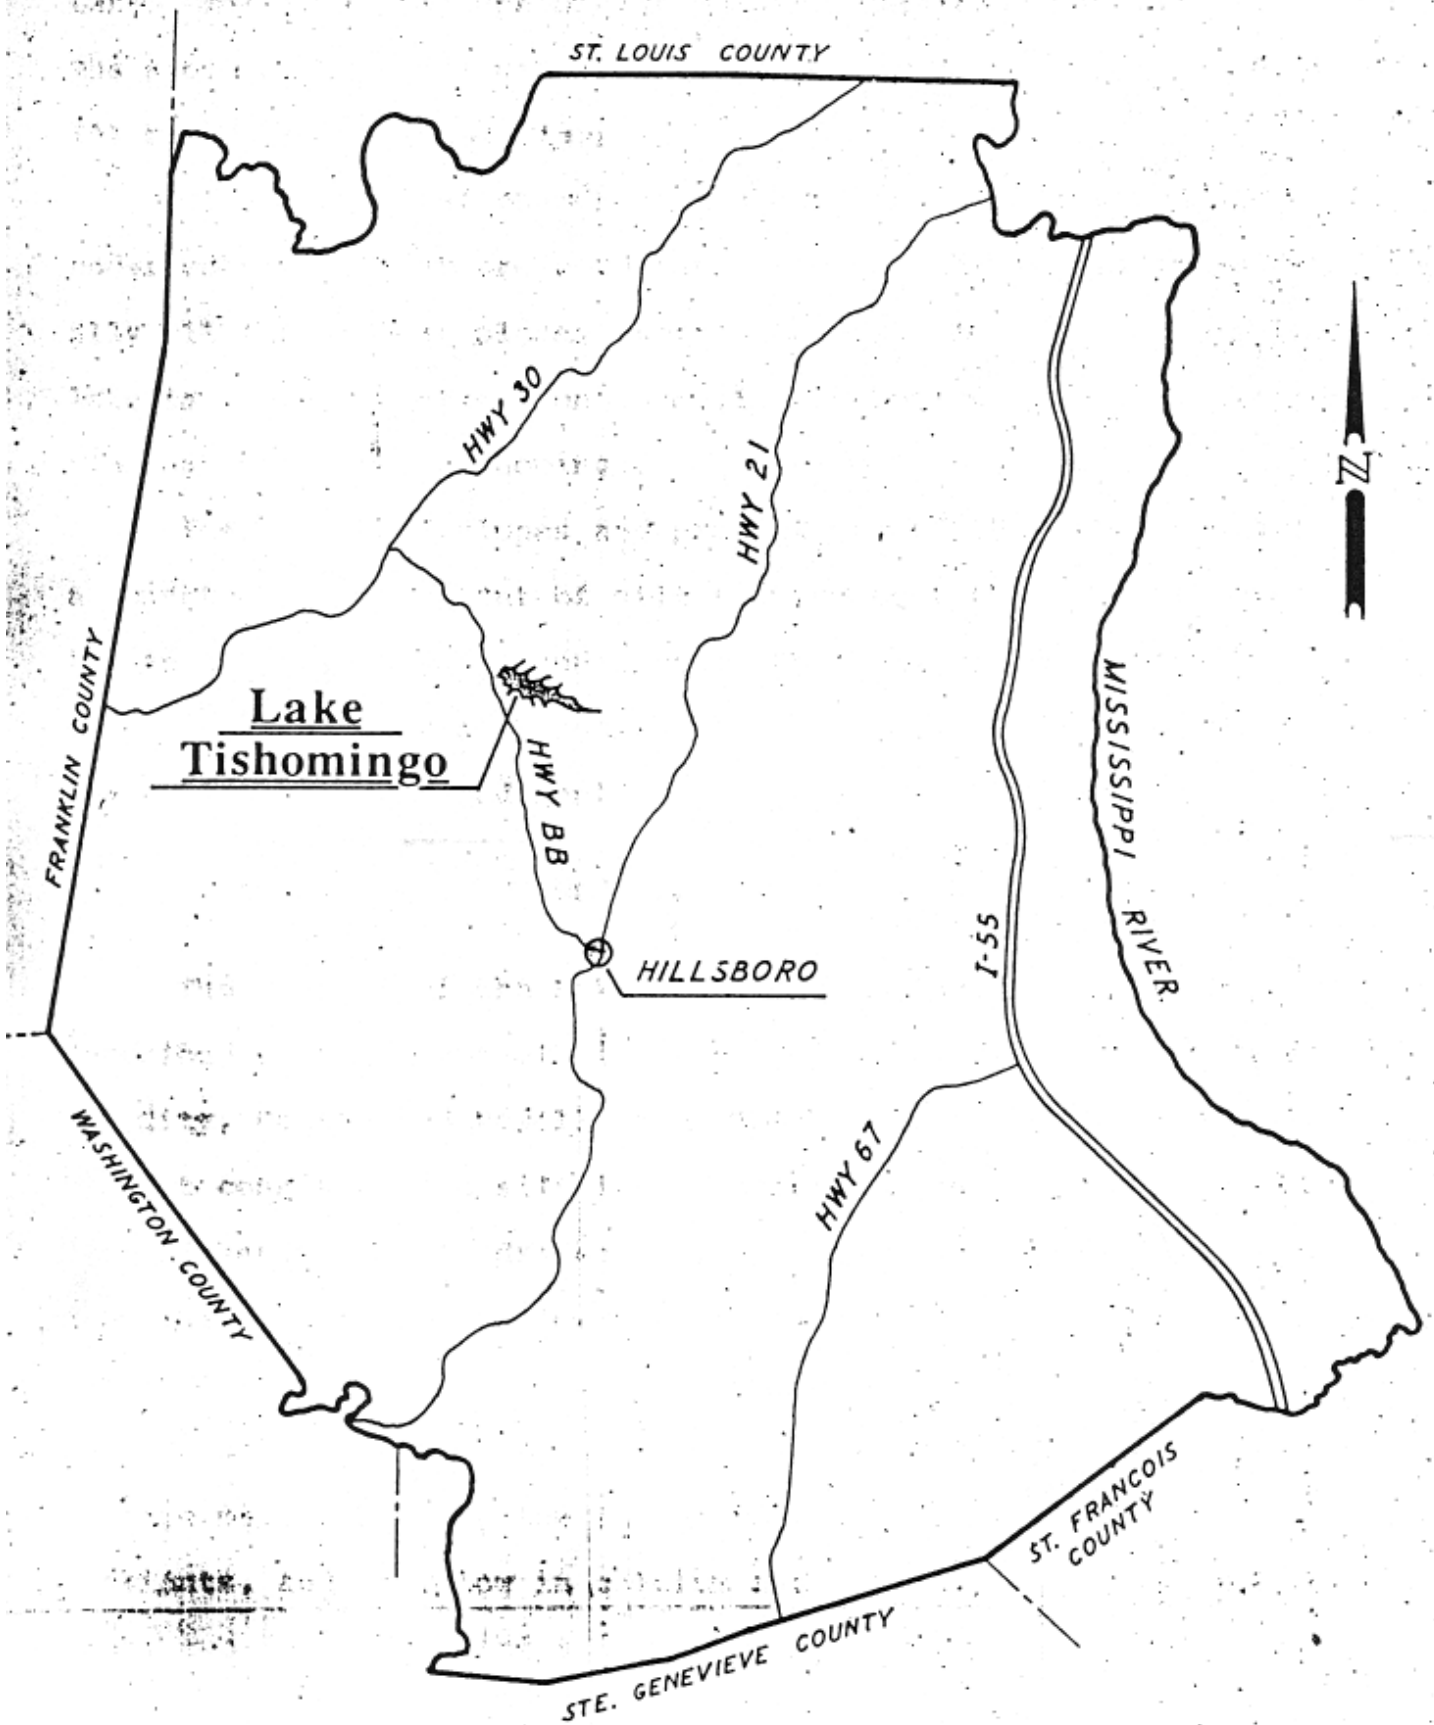 ST. LOUIS COUNTY
HWY 30
HWY 21
N
FRANKLIN COUNTY
Lake
Tishomingo
HWY BB
MISSISSIPPI RIVER.
I-55
HILLSBORO
WASHINGTON COUNTY
HWY 67
ST. FRANCOIS
COUNTY
STE. GENEVIEVE COUNTY